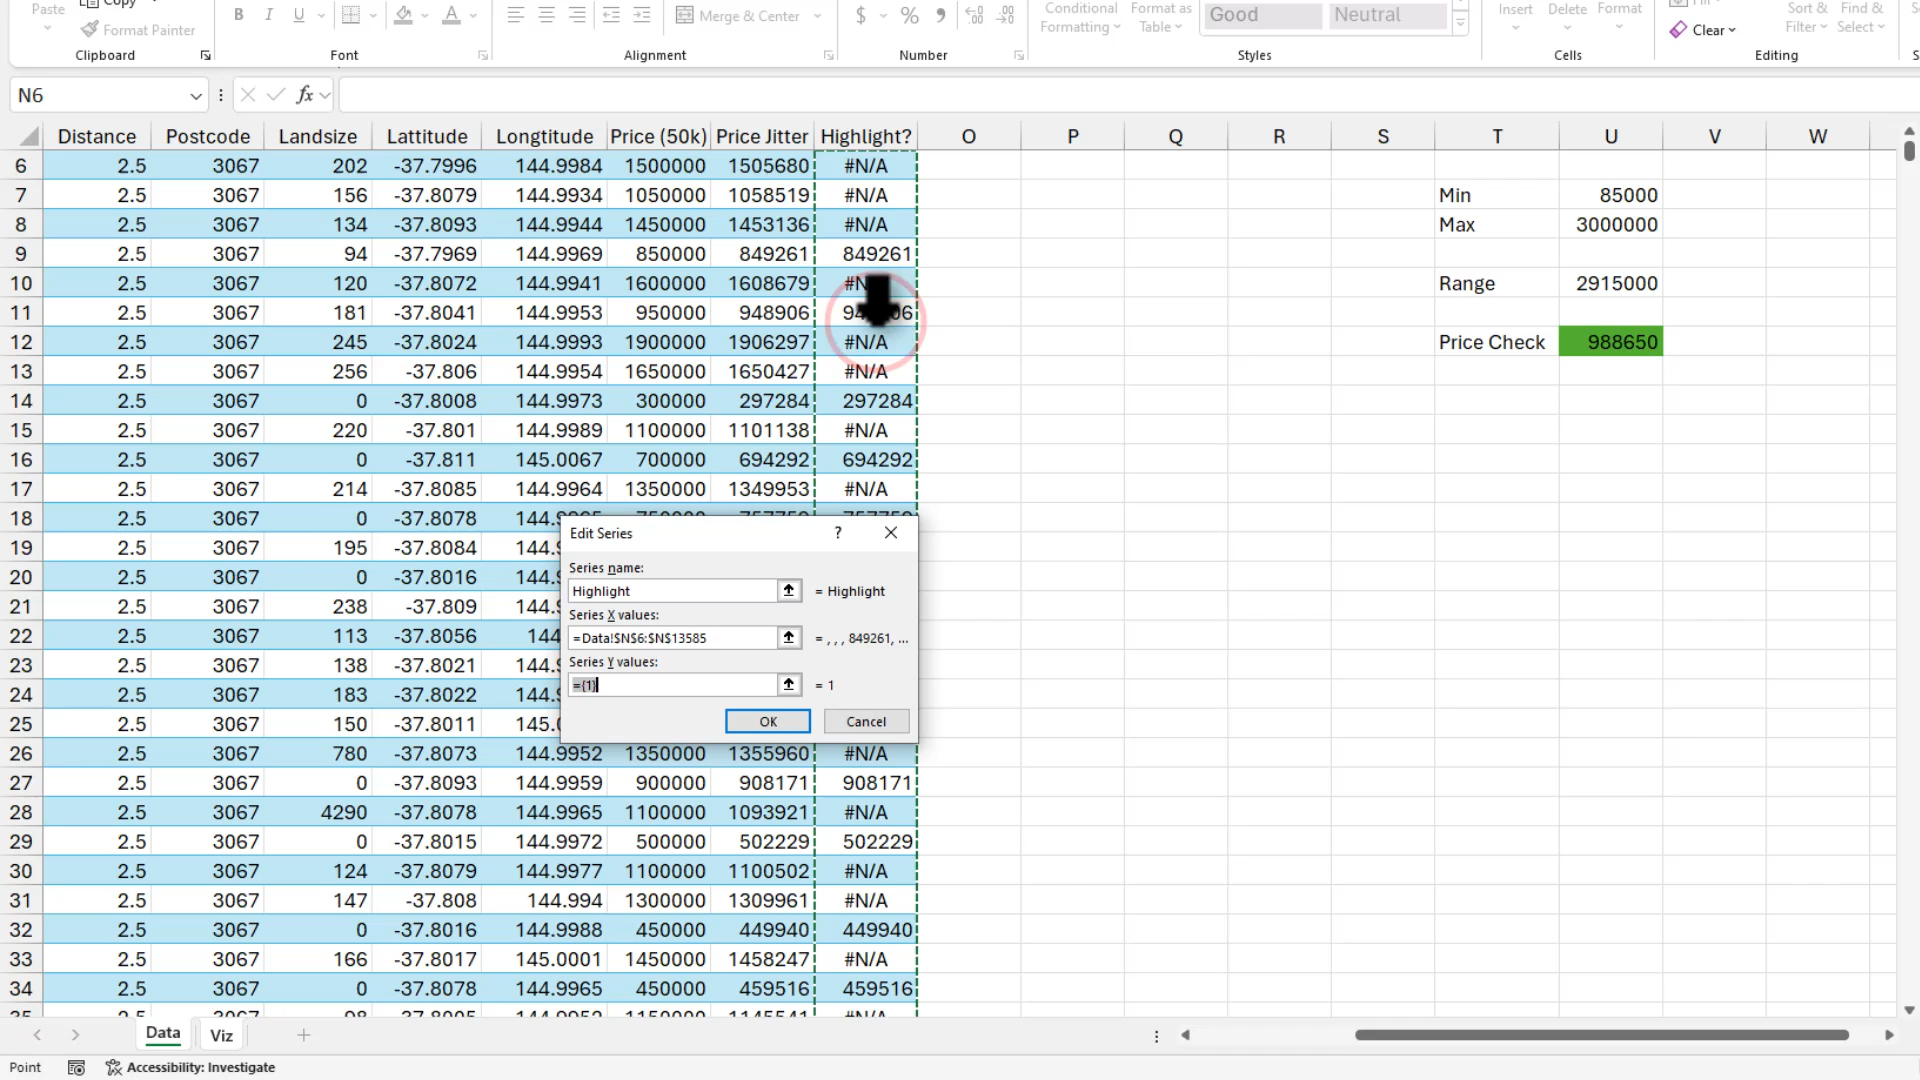 Paste Copy Format Painter
B I U
Merge & Center
$ % ,
Conditional Formatting Format as Table Good Neutral
Insert Delete Format
Clear Sort & Filter Find & Select
Clipboard Font Alignment Number Styles Cells Editing
N6 fx
Distance Postcode Landsize Lattitude Longtitude Price (50k) Price Jitter Highlight? O P Q R S T U V W
6 2.5 3067 202 -37.7996 144.9984 1500000 1505680 #N/A
7 2.5 3067 156 -37.8079 144.9934 1050000 1058519 #N/A Min 85000
8 2.5 3067 134 -37.8093 144.9944 1450000 1453136 #N/A Max 3000000
9 2.5 3067 94 -37.7969 144.9969 850000 849261 849261
10 2.5 3067 120 -37.8072 144.9941 1600000 1608679 Range 2915000
11 2.5 3067 181 -37.8041 144.9953 950000 948906
12 2.5 3067 245 -37.8024 144.9993 1900000 1906297 #N/A Price Check 988650
13 2.5 3067 256 -37.806 144.9954 1650000 1650427 #N/A
14 2.5 3067 0 -37.8008 144.9973 300000 297284 297284
15 2.5 3067 220 -37.801 144.9989 1100000 1101138 #N/A
16 2.5 3067 0 -37.811 145.0067 700000 694292 694292
17 2.5 3067 214 -37.8085 144.9964 1350000 1349953 #N/A
18 2.5 3067 0 -37.8078
19 2.5 3067 195 -37.8084
20 2.5 3067 0 -37.8016
21 2.5 3067 238 -37.809
22 2.5 3067 113 -37.8056
23 2.5 3067 138 -37.8021
24 2.5 3067 183 -37.8022
25 2.5 3067 150 -37.8011
26 2.5 3067 780 -37.8073 144.9952 1350000 1355960 #N/A
27 2.5 3067 0 -37.8093 144.9959 900000 908171 908171
28 2.5 3067 4290 -37.8078 144.9965 1100000 1093921 #N/A
29 2.5 3067 0 -37.8015 144.9972 500000 502229 502229
30 2.5 3067 124 -37.8079 144.9977 1100000 1100502 #N/A
31 2.5 3067 147 -37.808 144.994 1300000 1309961 #N/A
32 2.5 3067 0 -37.8016 144.9988 450000 449940 449940
33 2.5 3067 166 -37.8017 145.0001 1450000 1458247 #N/A
34 2.5 3067 0 -37.8078 144.9965 450000 459516 459516
Edit Series ?
Series name:
Highlight = Highlight
Series X values:
=Data!$N$6:$N$13585 = , , , 849261, ...
Series Y values:
={1} = 1
OK Cancel
Data Viz
Point Accessibility: Investigate